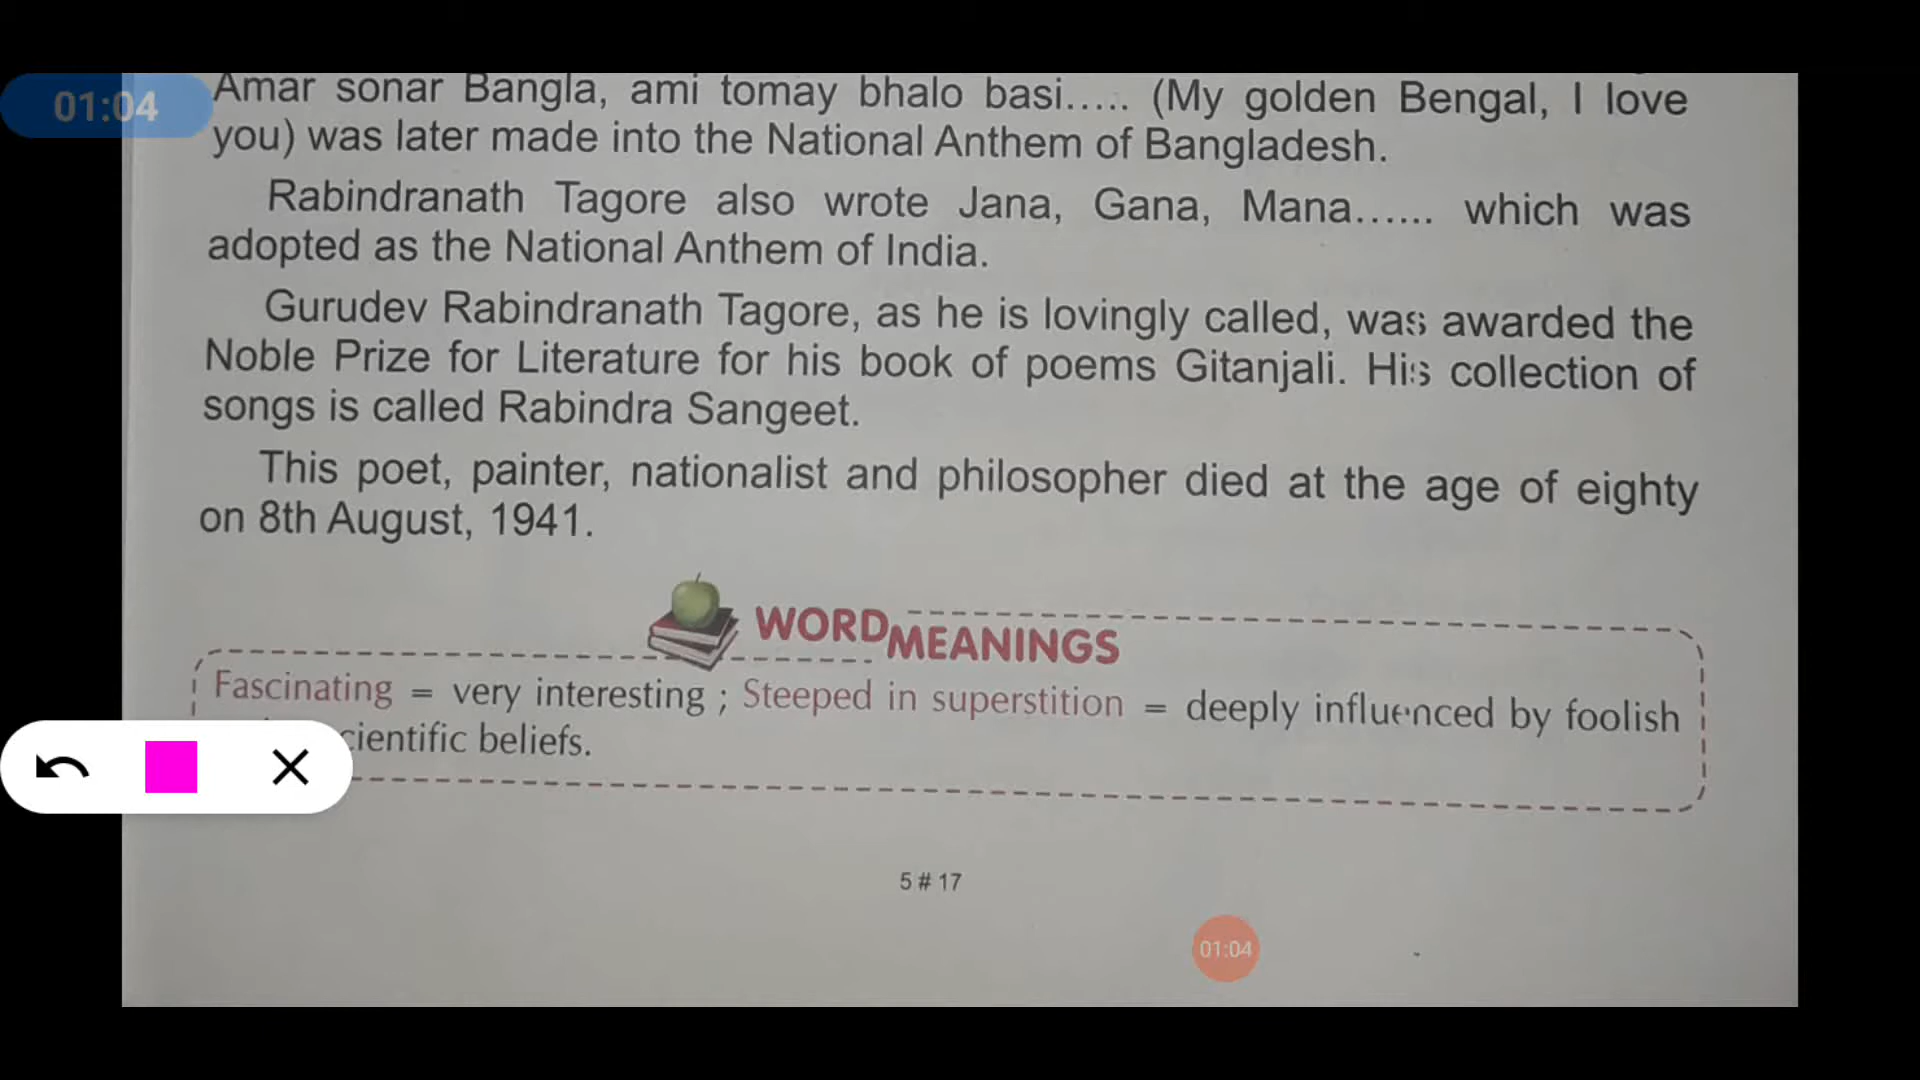 01:04
Amar sonar Bangla, ami tomay bhalo basi..... (My golden Bengal, I love
you) was later made into the National Anthem of Bangladesh.
Rabindranath Tagore also wrote Jana, Gana, Mana...... which was
adopted as the National Anthem of India.
Gurudev Rabindranath Tagore, as he is lovingly called, was awarded the
Noble Prize for Literature for his book of poems Gitanjali. His collection of
songs is called Rabindra Sangeet.
This poet, painter, nationalist and philosopher died at the age of eighty
on 8th August, 1941.
WORD MEANINGS
Fascinating = very interesting ; Steeped in superstition = deeply influenced by foolish
cientific beliefs.
5 # 17
01:04